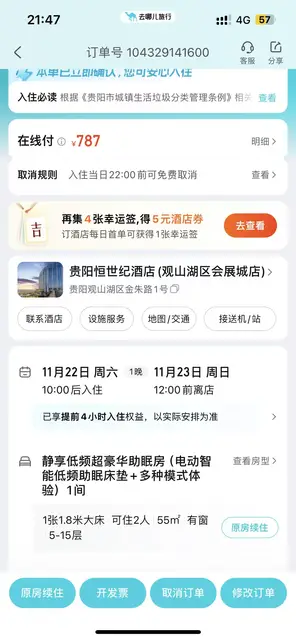 21:47
去哪儿旅行
4G 57
订单号 104329141600
客服
分享
本单已立即确认，您可安心入住
入住必读 根据《贵阳市城镇生活垃圾分类管理条例》相关
查看
在线付 ¥787
明细>
取消规则 入住当日22:00前可免费取消
查看>
再集4张幸运签,得5元酒店券
订酒店每日首单可获得1张幸运签
去查看
吉
贵阳恒世纪酒店 (观山湖区会展城店)>
贵阳观山湖区金朱路1号
联系酒店
设施服务
地图/交通
接送机/站
11月22日 周六 1晚 11月23日 周日
10:00后入住 12:00前离店
已享提前4小时入住权益，以实际安排为准
静享低频超豪华助眠房 (电动智
能低频助眠床垫+多种模式体
验) 1间
查看房型>
1张1.8米大床 可住2人 55㎡ 有窗
5-15层
原房续住
原房续住
开发票
取消订单
修改订单